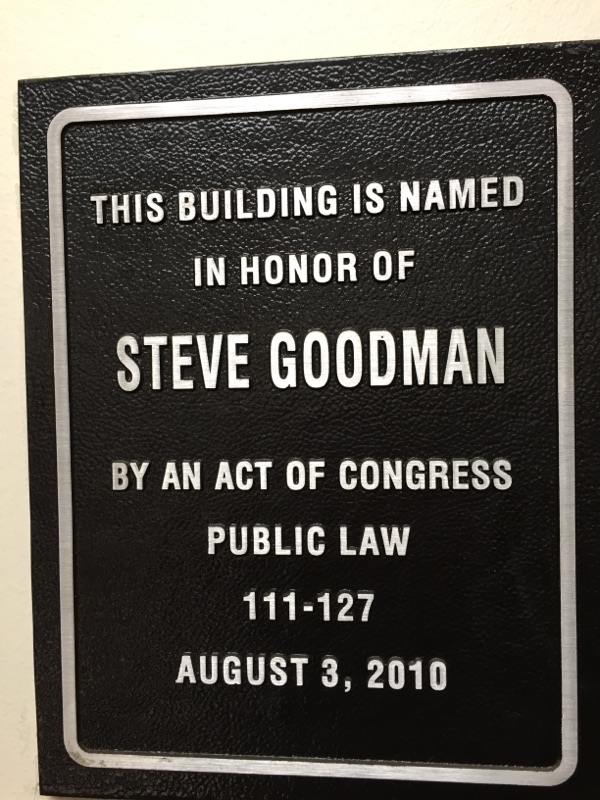 THIS BUILDING IS NAMED
IN HONOR OF
STEVE GOODMAN
BY AN ACT OF CONGRESS
PUBLIC LAW
111-127
AUGUST 3, 2010